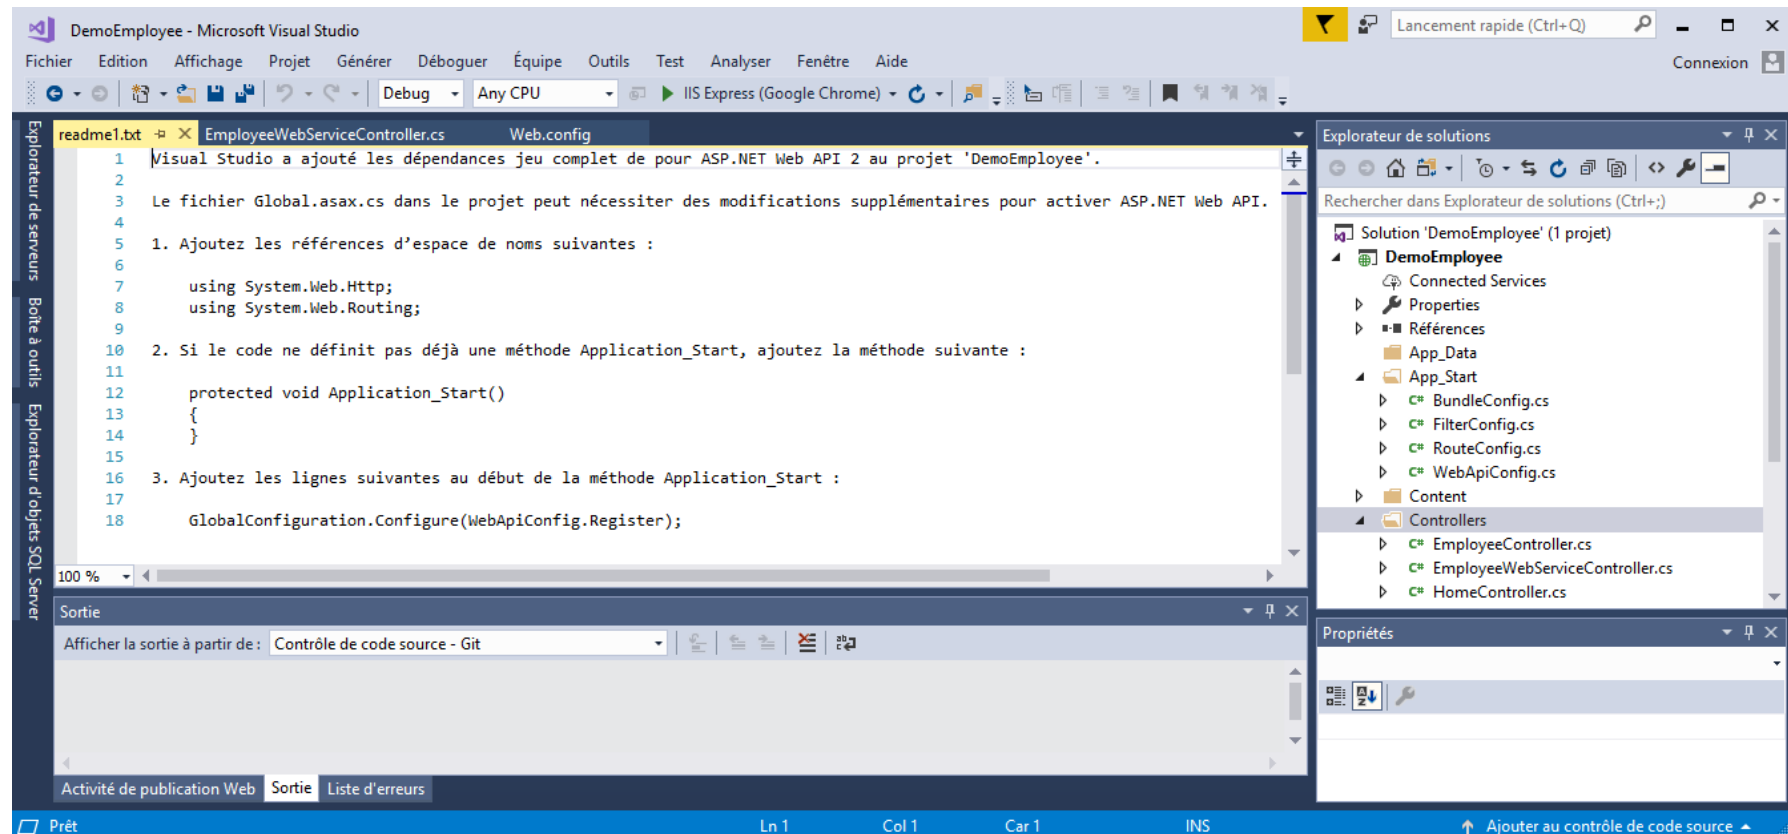 DemoEmployee - Microsoft Visual Studio
Lancement rapide (Ctrl+Q)
Fichier Edition Affichage Projet Générer Déboguer Équipe Outils Test Analyser Fenêtre Aide
Connexion
Debug Any CPU IIS Express (Google Chrome)
Explorateur de serveurs
Boîte à outils
Explorateur d'objets SQL Server
readme1.txt EmployeeWebServiceController.cs Web.config
1 Visual Studio a ajouté les dépendances jeu complet de pour ASP.NET Web API 2 au projet 'DemoEmployee'.
2
3 Le fichier Global.asax.cs dans le projet peut nécessiter des modifications supplémentaires pour activer ASP.NET Web API.
4
5 1. Ajoutez les références d’espace de noms suivantes :
6
7 using System.Web.Http;
8 using System.Web.Routing;
9
10 2. Si le code ne définit pas déjà une méthode Application_Start, ajoutez la méthode suivante :
11
12 protected void Application_Start()
13 {
14 }
15
16 3. Ajoutez les lignes suivantes au début de la méthode Application_Start :
17
18 GlobalConfiguration.Configure(WebApiConfig.Register);
100 %
Sortie
Afficher la sortie à partir de : Contrôle de code source - Git
Activité de publication Web Sortie Liste d'erreurs
Explorateur de solutions
Rechercher dans Explorateur de solutions (Ctrl+;)
Solution 'DemoEmployee' (1 projet)
DemoEmployee
Connected Services
Properties
Références
App_Data
App_Start
C# BundleConfig.cs
C# FilterConfig.cs
C# RouteConfig.cs
C# WebApiConfig.cs
Content
Controllers
C# EmployeeController.cs
C# EmployeeWebServiceController.cs
C# HomeController.cs
Propriétés
Prêt Ln 1 Col 1 Car 1 INS Ajouter au contrôle de code source